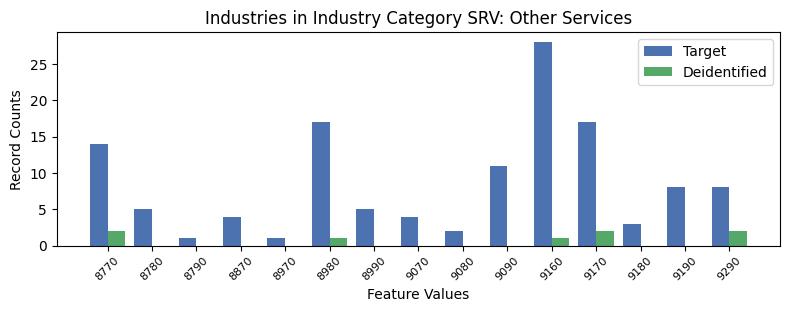 Industries in Industry Category SRV: Other Services
Target
Deidentified
Record Counts
25
20
15
10
5
0
8770 8780 8790 8870 8970 8980 8990 9070 9080 9090 9160 9170 9180 9190 9290
Feature Values